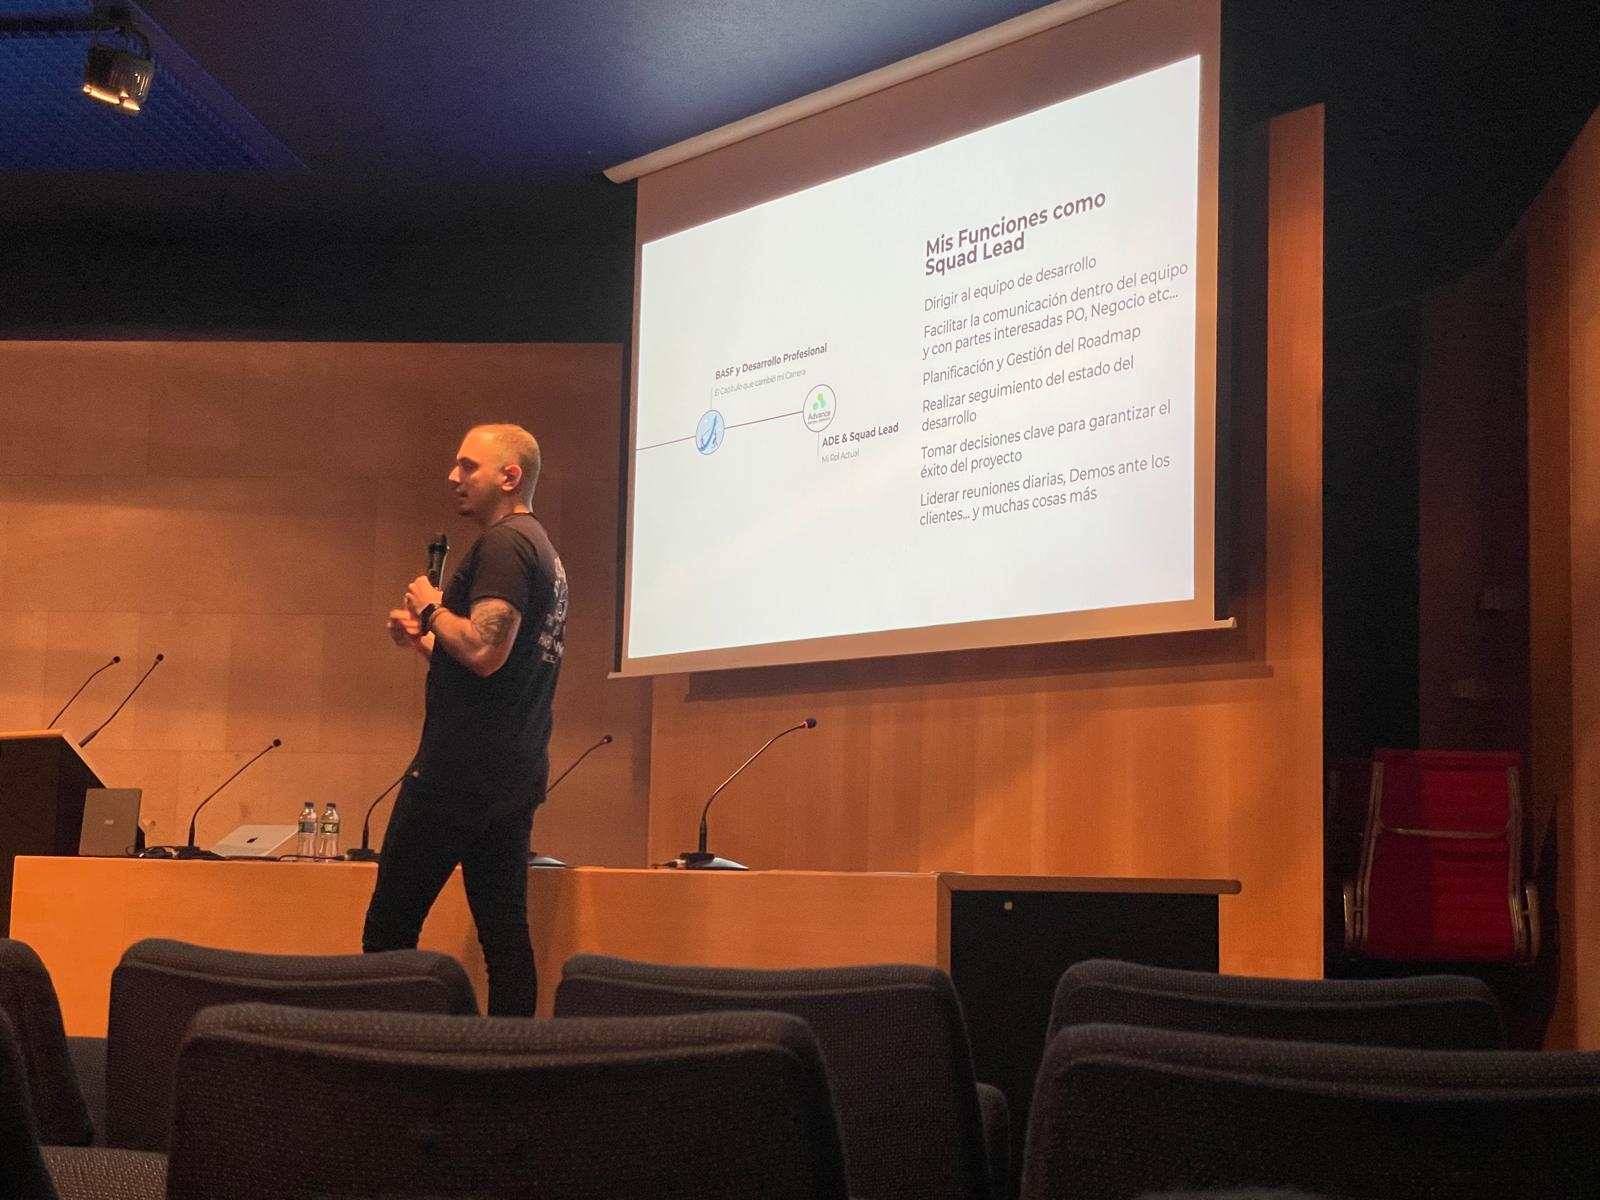 Mis Funciones como
Squad Lead
Dirigir al equipo de desarrollo
Facilitar la comunicación dentro del equipo
y con partes interesadas PO, Negocio etc...
Planificación y Gestión del Roadmap
Realizar seguimiento del estado del
desarrollo
Tomar decisiones clave para garantizar el
éxito del proyecto
Liderar reuniones diarias, Demos ante los
clientes... y muchas cosas más
BASF y Desarrollo Profesional
El Capítulo que cambió mi Carrera
Advance
ADE & Squad Lead
Mi Rol Actual